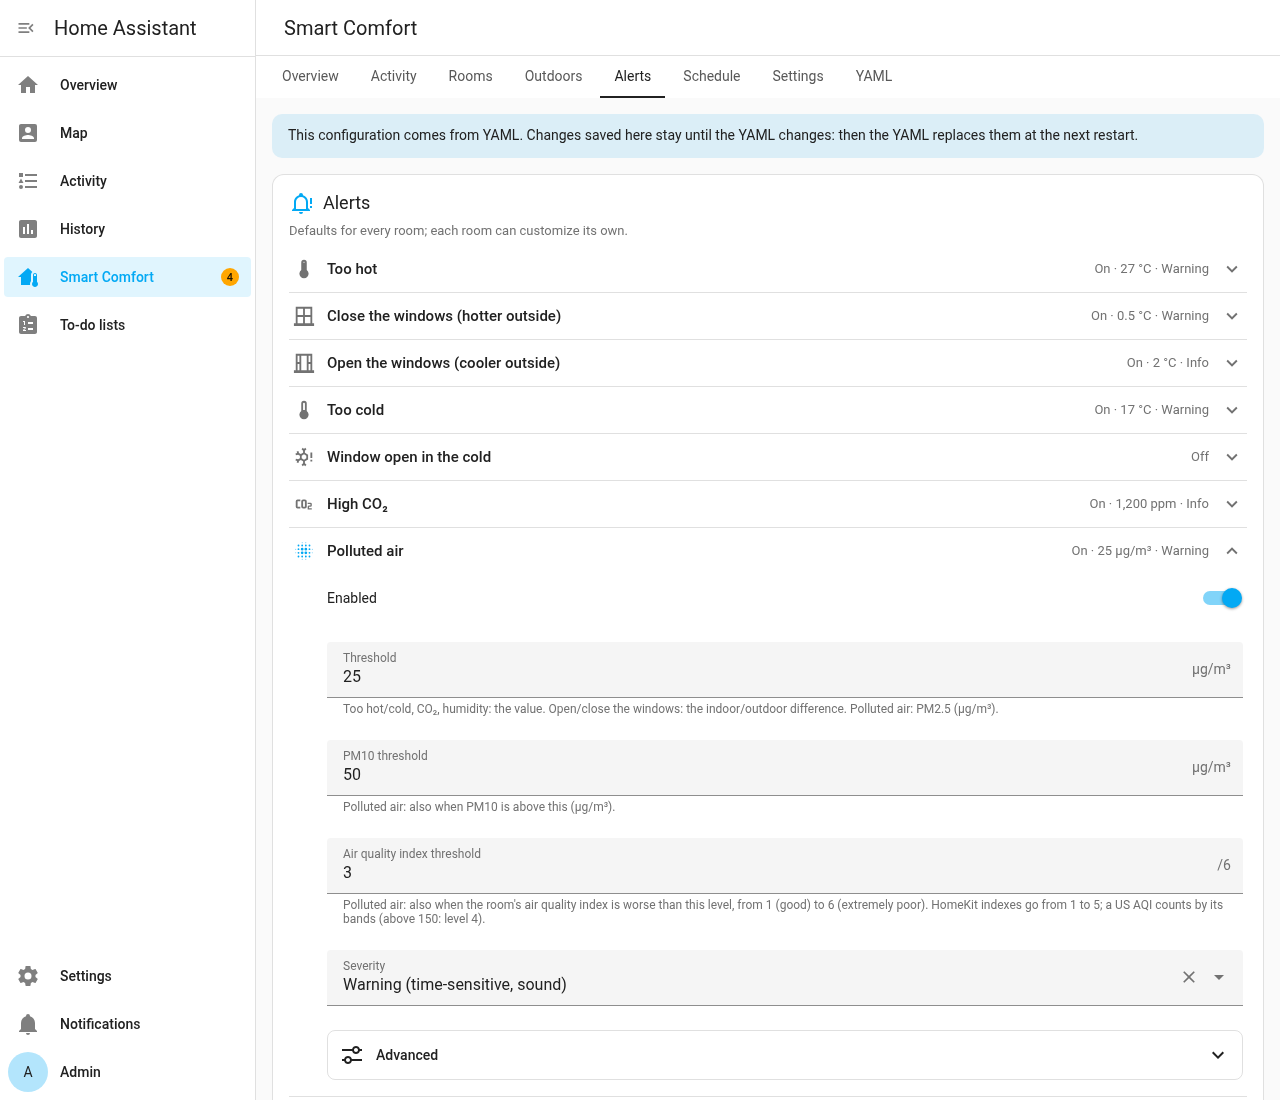 Home Assistant
Overview
Map
Activity
History
Smart Comfort
4
To-do lists
Settings
Notifications
A
Admin
Smart Comfort
Overview
Activity
Rooms
Outdoors
Alerts
Schedule
Settings
YAML
This configuration comes from YAML. Changes saved here stay until the YAML changes: then the YAML replaces them at the next restart.
Alerts
Defaults for every room; each room can customize its own.
Too hot
On · 27 °C · Warning
Close the windows (hotter outside)
On · 0.5 °C · Warning
Open the windows (cooler outside)
On · 2 °C · Info
Too cold
On · 17 °C · Warning
Window open in the cold
Off
CO2
High CO₂
On · 1,200 ppm · Info
Polluted air
On · 25 µg/m³ · Warning
Enabled
Threshold
25
µg/m³
Too hot/cold, CO₂, humidity: the value. Open/close the windows: the indoor/outdoor difference. Polluted air: PM2.5 (µg/m³).
PM10 threshold
50
µg/m³
Polluted air: also when PM10 is above this (µg/m³).
Air quality index threshold
3
/6
Polluted air: also when the room's air quality index is worse than this level, from 1 (good) to 6 (extremely poor). HomeKit indexes go from 1 to 5; a US AQI counts by its
bands (above 150: level 4).
Severity
Warning (time-sensitive, sound)
Advanced